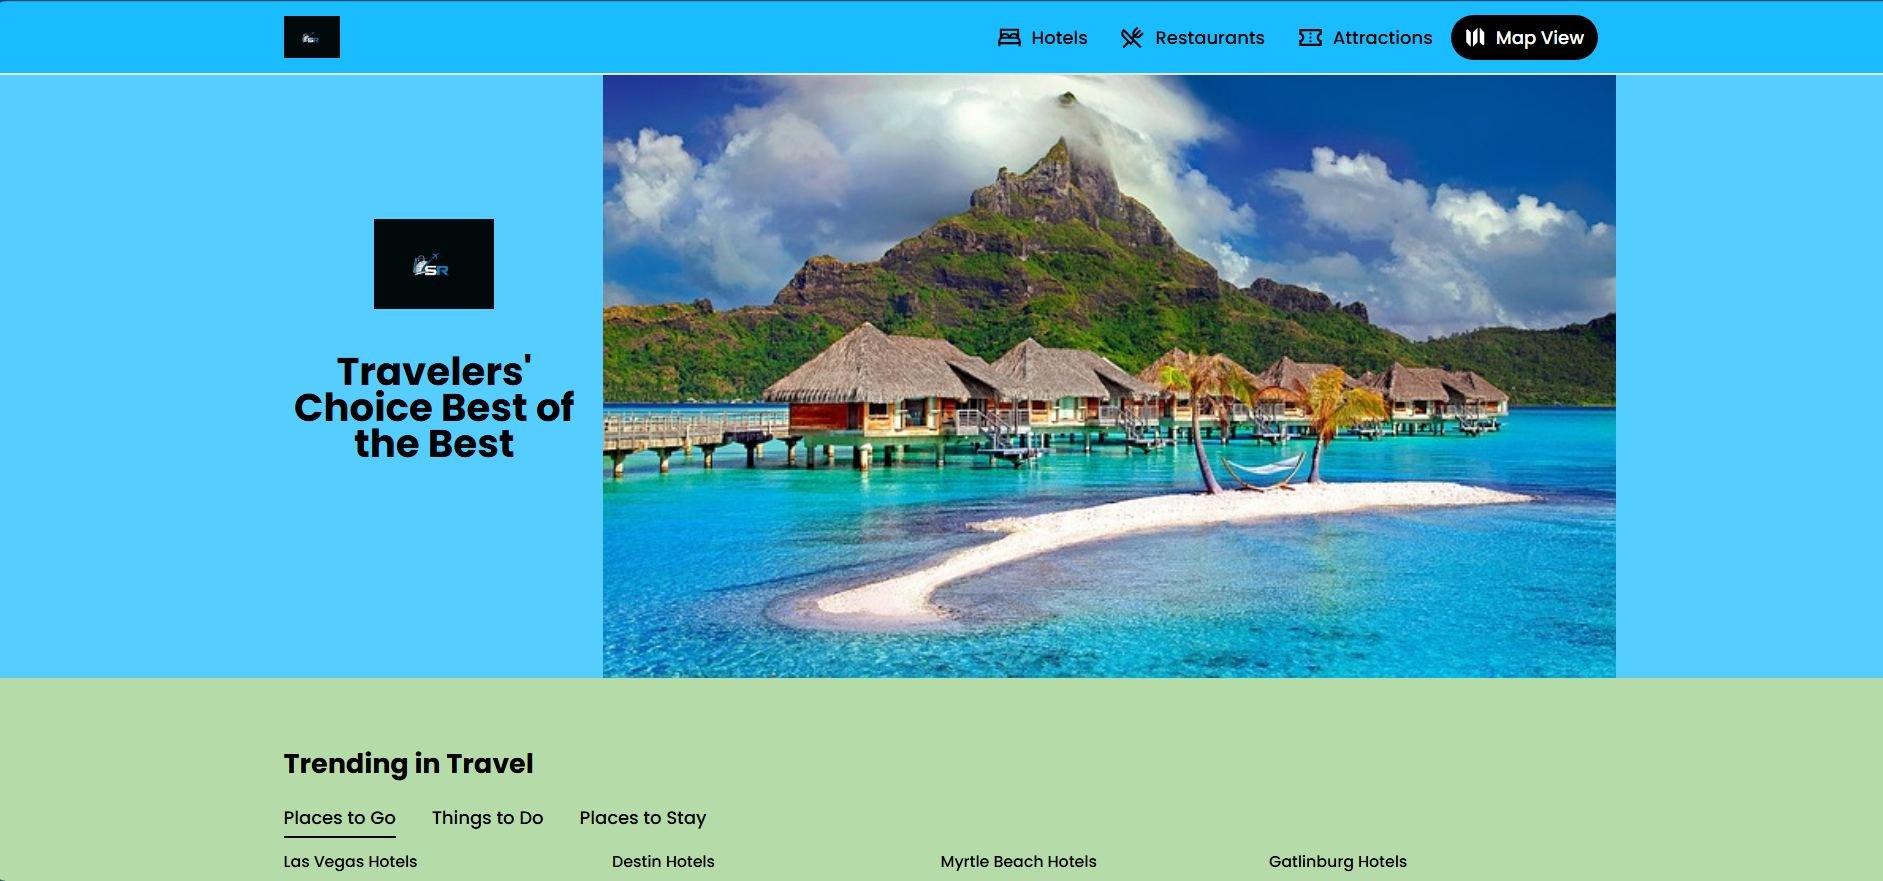 Hotels
Restaurants
Attractions
Map View
SR
Travelers'
Choice Best of
the Best
Trending in Travel
Places to Go
Things to Do
Places to Stay
Las Vegas Hotels
Destin Hotels
Myrtle Beach Hotels
Gatlinburg Hotels